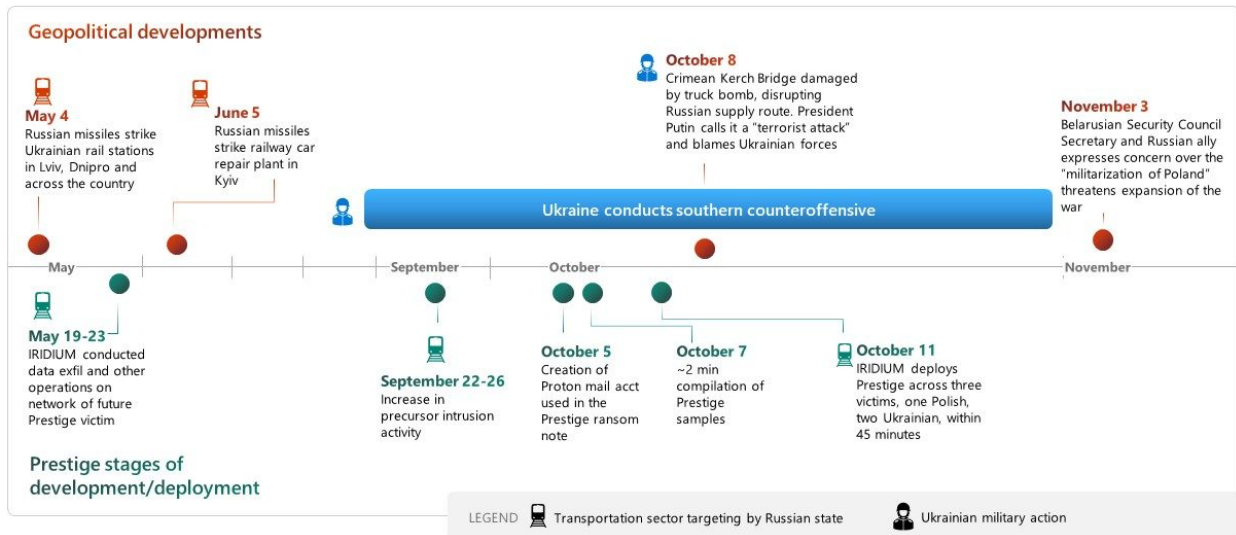 Geopolitical developments
May 4
Russian missiles strike
Ukrainian rail stations
in Lviv, Dnipro and
across the country
June 5
Russian missiles
strike railway car
repair plant in
Kyiv
October 8
Crimean Kerch Bridge damaged
by truck bomb, disrupting
Russian supply route. President
Putin calls it a "terrorist attack"
and blames Ukrainian forces
November 3
Belarusian Security Council
Secretary and Russian ally
expresses concern over the
"militarization of Poland"
threatens expansion of the
war
Ukraine conducts southern counteroffensive
May
September
October
November
May 19-23
IRIDIUM conducted
data exfil and other
operations on
network of future
Prestige victim
September 22-26
Increase in
precursor intrusion
activity
October 5
Creation of
Proton mail acct
used in the
Prestige ransom
note
October 7
~2 min
compilation of
Prestige
samples
October 11
IRIDIUM deploys
Prestige across three
victims, one Polish,
two Ukrainian, within
45 minutes
Prestige stages of
development/deployment
LEGEND
Transportation sector targeting by Russian state
Ukrainian military action